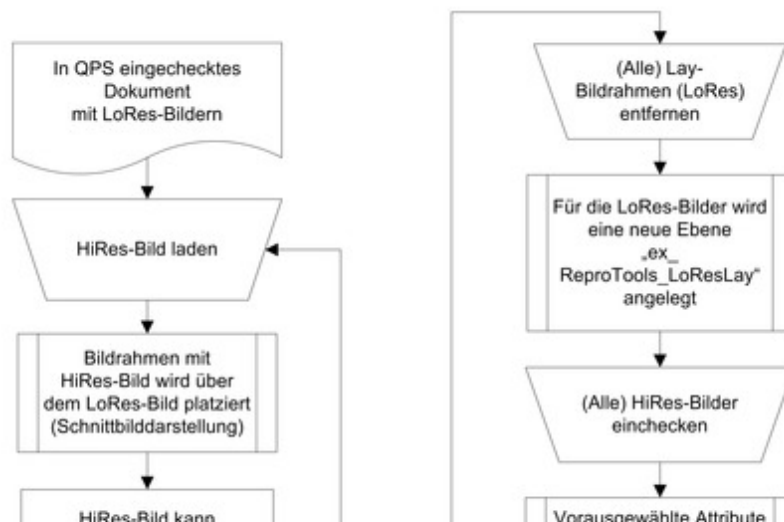 In QPS eingechecktes
Dokument
mit LoRes-Bildern
HiRes-Bild laden
Bildrahmen mit
HiRes-Bild wird über
dem LoRes-Bild platziert
(Schnittbilddarstellung)
HiRes-Bild kann
(Alle) Lay-
Bildrahmen (LoRes)
entfernen
Für die LoRes-Bilder wird
eine neue Ebene
„ex_
ReproTools_LoResLay“
angelegt
(Alle) HiRes-Bilder
einchecken
Vorausgewählte Attribute